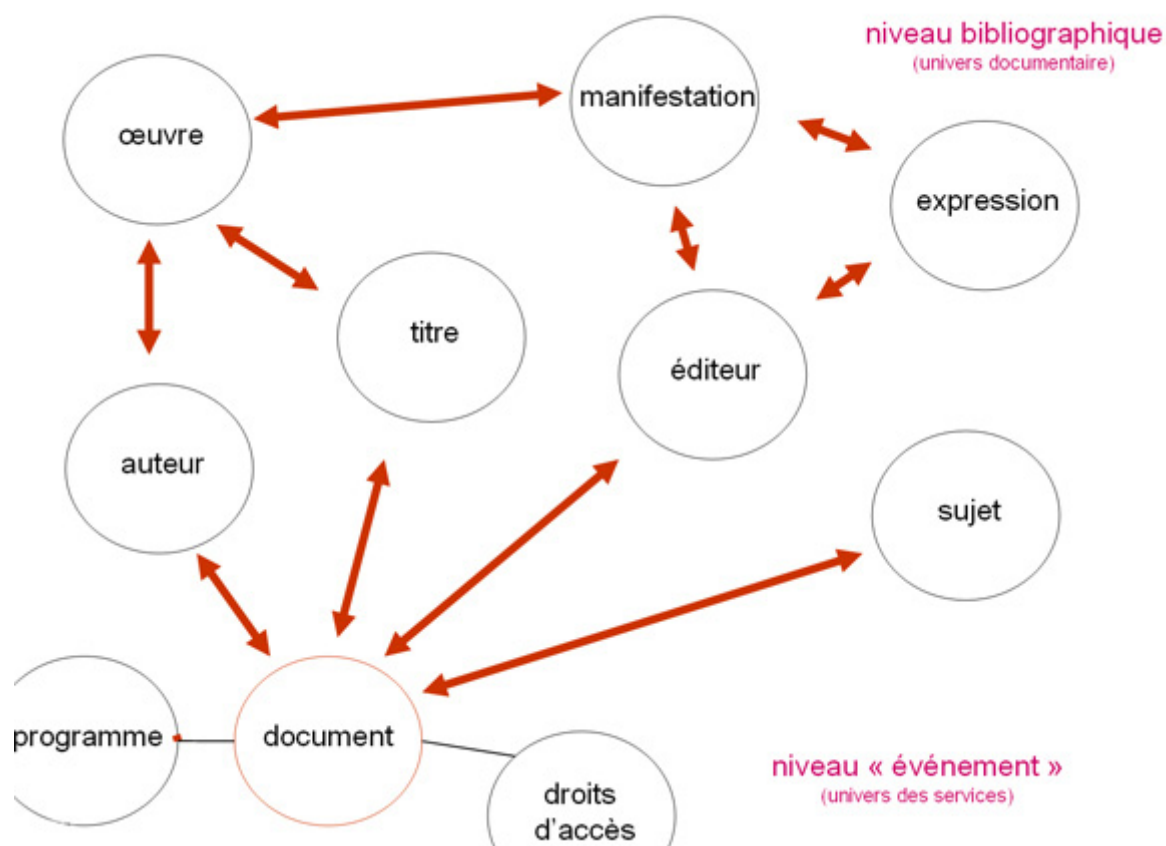 niveau bibliographique
(univers documentaire)
manifestation
œuvre
expression
titre
éditeur
auteur
sujet
programme
document
niveau « événement »
(univers des services)
droits
d'accès